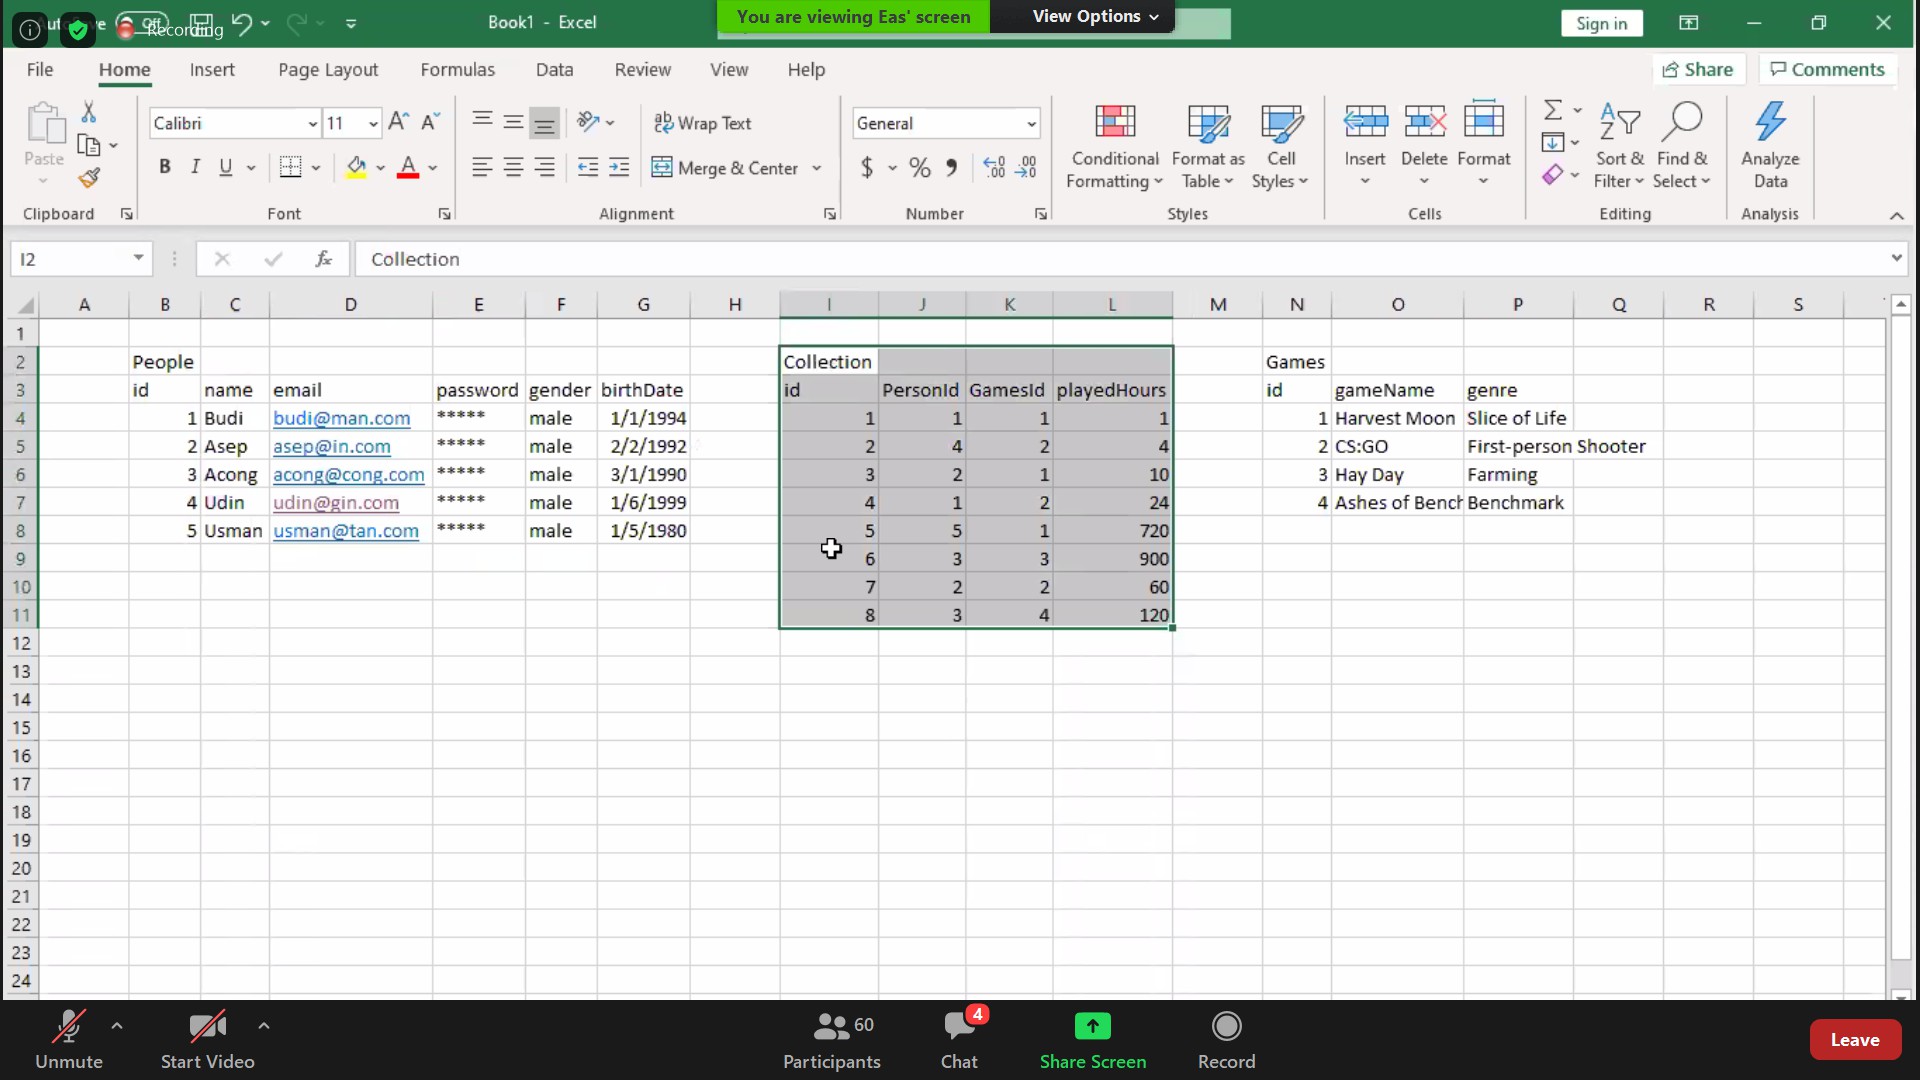 AutoSave Off Recording Book1 - Excel You are viewing Eas' screen View Options Sign in
File Home Insert Page Layout Formulas Data Review View Help Share Comments
Paste Calibri 11 A^ A˅ ab Wrap Text General Conditional Formatting Format as Table Cell Styles Insert Delete Format Sort & Filter Find & Select Analyze Data
B I U A Merge & Center $ % ,
Clipboard Font Alignment Number Styles Cells Editing Analysis
I2 fx Collection
A B C D E F G H I J K L M N O P Q R S
1
2 People Collection Games
3 id name email password gender birthDate id PersonId GamesId playedHours id gameName genre
4 1 Budi budi@man.com ***** male 1/1/1994 1 1 1 1 1 Harvest Moon Slice of Life
5 2 Asep asep@in.com ***** male 2/2/1992 2 4 2 4 2 CS:GO First-person Shooter
6 3 Acong acong@cong.com ***** male 3/1/1990 3 2 1 10 3 Hay Day Farming
7 4 Udin udin@gin.com ***** male 1/6/1999 4 1 2 24 4 Ashes of Bench Benchmark
8 5 Usman usman@tan.com ***** male 1/5/1980 5 5 1 720
9 6 3 3 900
10 7 2 2 60
11 8 3 4 120
12
13
14
15
16
17
18
19
20
21
22
23
24
Unmute Start Video 60 Participants 4 Chat Share Screen Record Leave